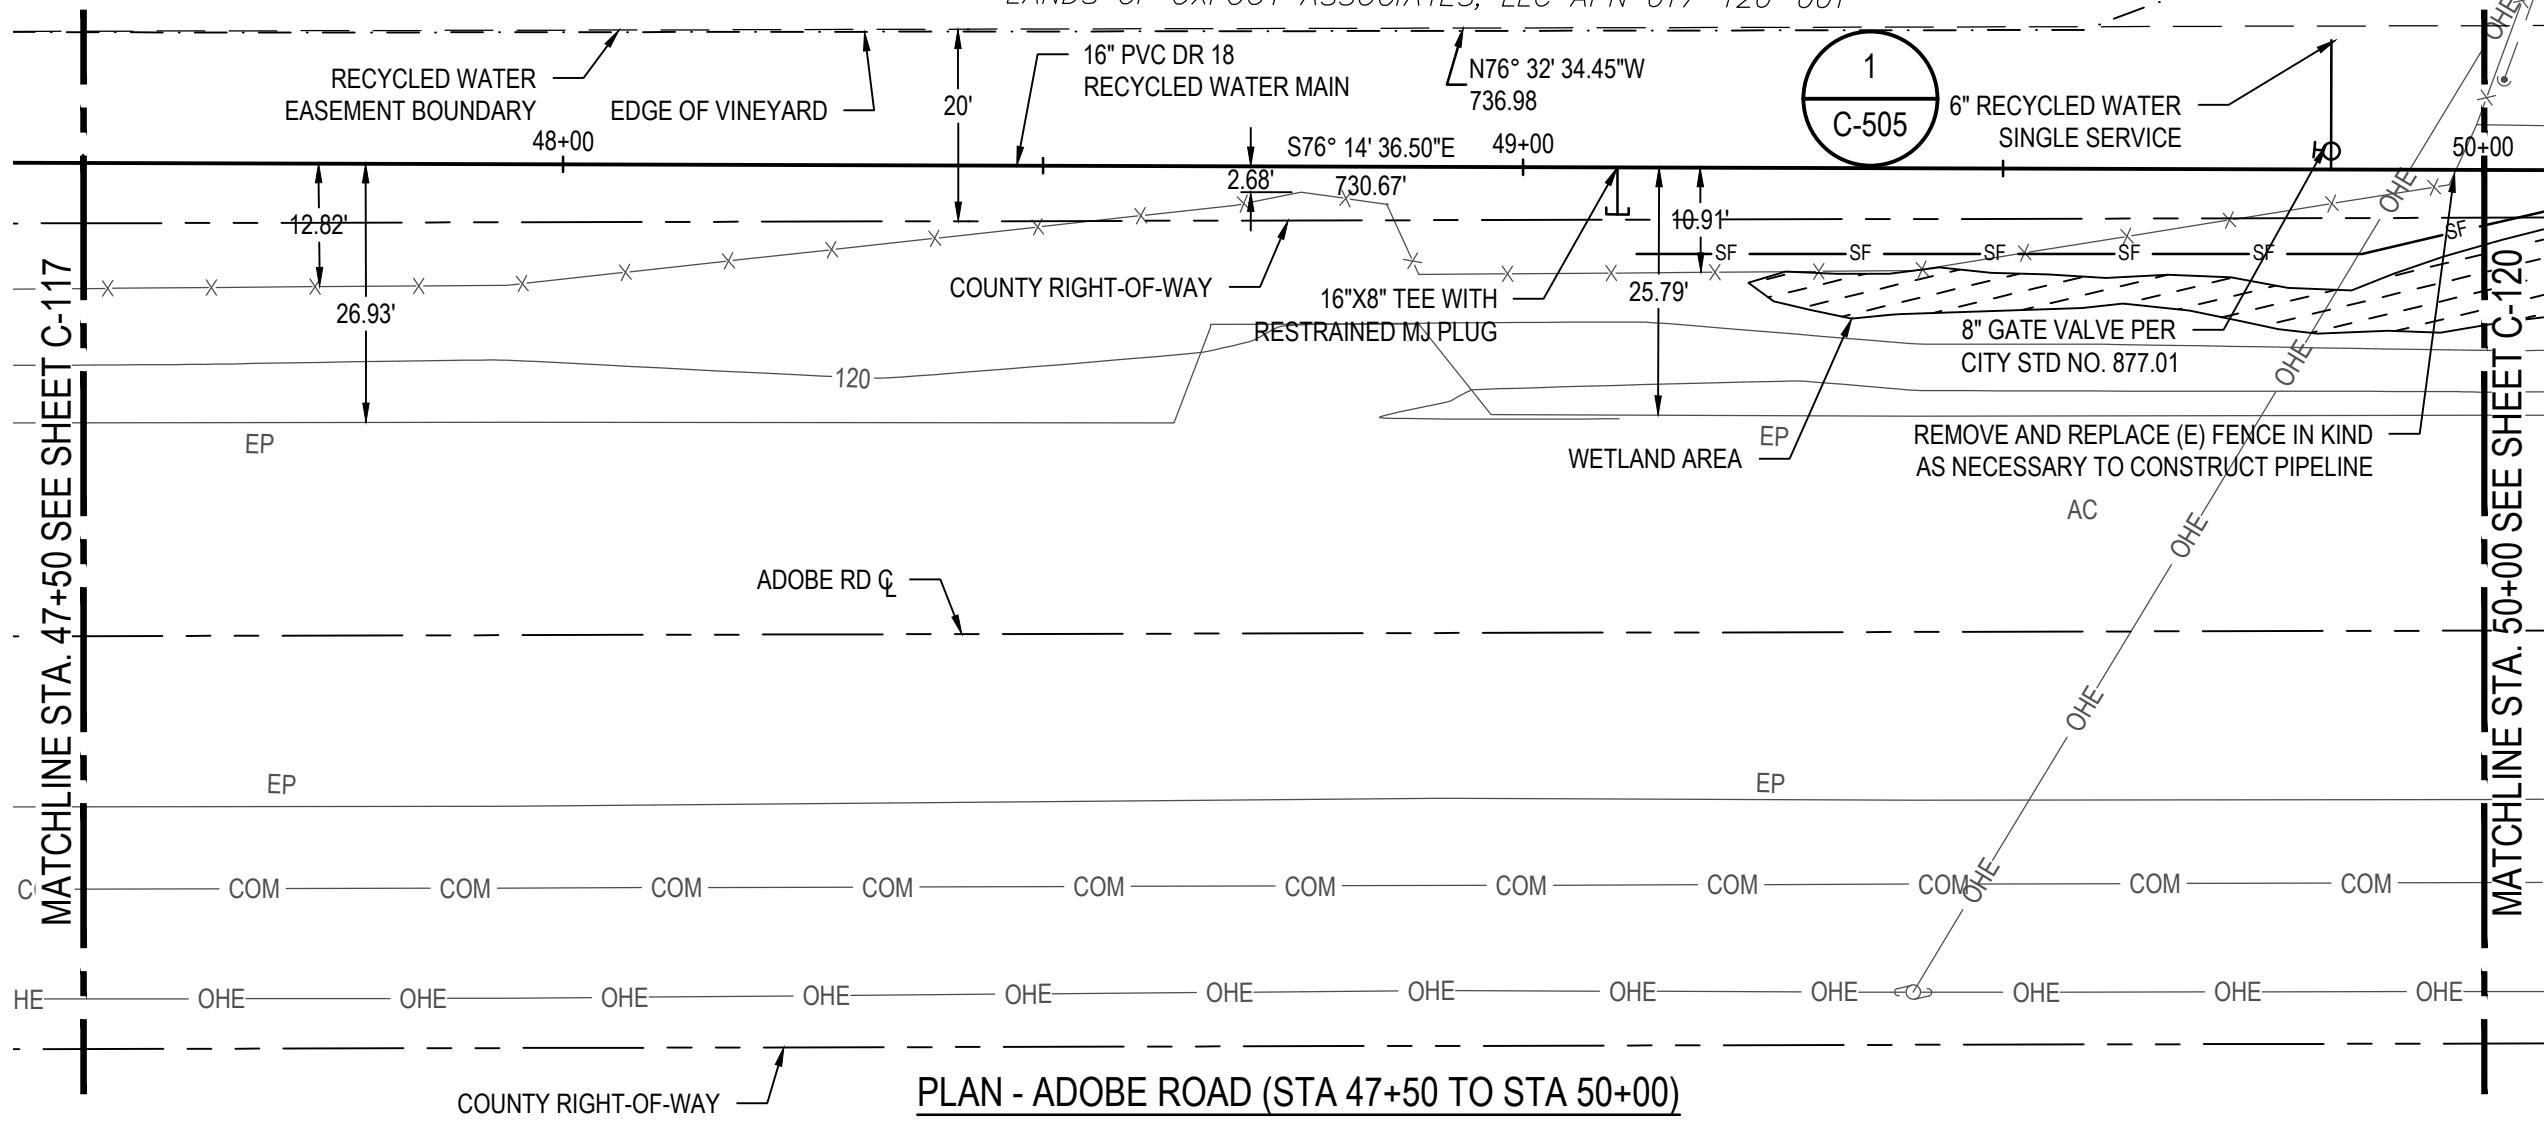 RECYCLED WATER
EASEMENT BOUNDARY
EDGE OF VINEYARD
20'
16" PVC DR 18
RECYCLED WATER MAIN
N76° 32' 34.45"W
736.98
1
C-505
6" RECYCLED WATER
SINGLE SERVICE
OHE
48+00
S76° 14' 36.50"E
49+00
50+00
2.68'
730.67'
12.82'
10.91'
OHE
SF
SF
SF
SF
SF
SF
26.93'
COUNTY RIGHT-OF-WAY
16"X8" TEE WITH
RESTRAINED MJ PLUG
25.79'
8" GATE VALVE PER
CITY STD NO. 877.01
OHE
120
EP
EP
WETLAND AREA
REMOVE AND REPLACE (E) FENCE IN KIND
AS NECESSARY TO CONSTRUCT PIPELINE
AC
OHE
MATCHLINE STA. 47+50 SEE SHEET C-117
MATCHLINE STA. 50+00 SEE SHEET C-120
ADOBE RD ℄
OHE
EP
EP
COM COM COM COM COM COM COM COM COM COM COM
OHE
HE OHE OHE OHE OHE OHE OHE OHE OHE OHE OHE OHE OHE
COUNTY RIGHT-OF-WAY
PLAN - ADOBE ROAD (STA 47+50 TO STA 50+00)